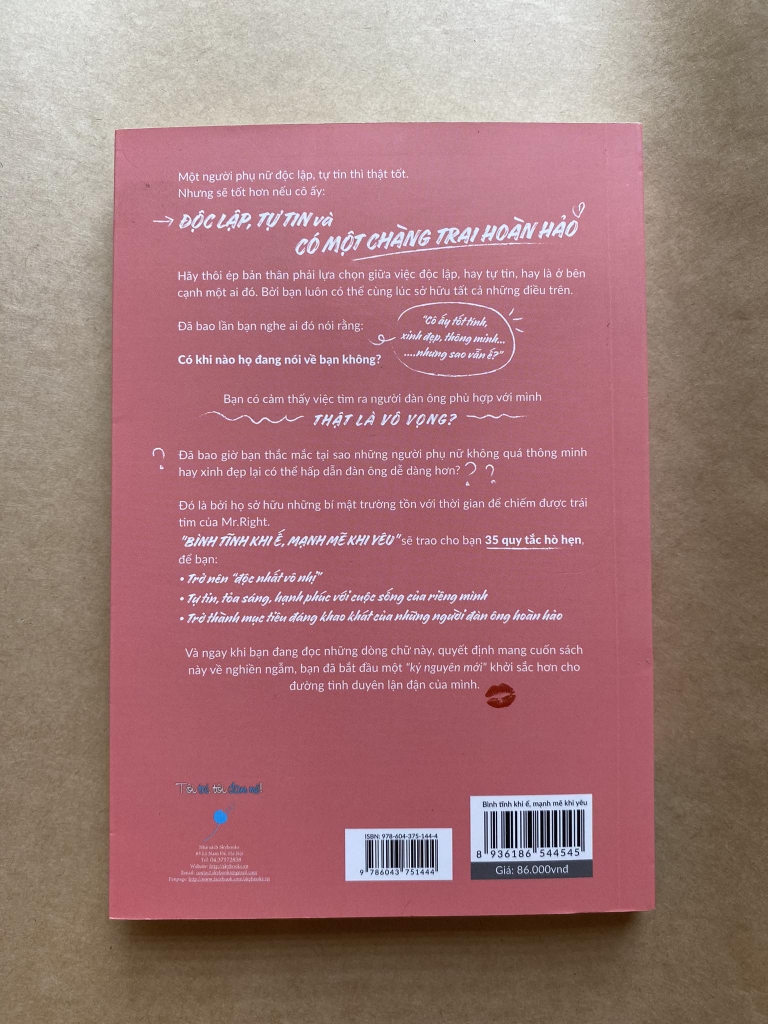 Một người phụ nữ độc lập, tự tin thì thật tốt.
Nhưng sẽ tốt hơn nếu cô ấy:
ĐỘC LẬP, TỰ TIN và
CÓ MỘT CHÀNG TRAI HOÀN HẢO
Hãy thôi ép bản thân phải lựa chọn giữa việc độc lập, hay tự tin, hay là ở bên
cạnh một ai đó. Bởi bạn luôn có thể cùng lúc sở hữu tất cả những điều trên.
Đã bao lần bạn nghe ai đó nói rằng:
"Cô ấy tốt tính,
xinh đẹp, thông minh...
....nhưng sao vẫn ế?"
Có khi nào họ đang nói về bạn không?
Bạn có cảm thấy việc tìm ra người đàn ông phù hợp với mình
THẬT LÀ VÔ VỌNG?
? Đã bao giờ bạn thắc mắc tại sao những người phụ nữ không quá thông minh
hay xinh đẹp lại có thể hấp dẫn đàn ông dễ dàng hơn? ? ?
Đó là bởi họ sở hữu những bí mật trường tồn với thời gian để chiếm được trái
tim của Mr.Right.
"BÌNH TĨNH KHI Ế, MẠNH MẼ KHI YÊU" sẽ trao cho bạn 35 quy tắc hò hẹn,
để bạn:
• Trở nên "độc nhất vô nhị"
• Tự tin, tỏa sáng, hạnh phúc với cuộc sống của riêng mình
• Trở thành mục tiêu đáng khao khát của những người đàn ông hoàn hảo
Và ngay khi bạn đang đọc những dòng chữ này, quyết định mang cuốn sách
này về nghiền ngẫm, bạn đã bắt đầu một "kỷ nguyên mới" khởi sắc hơn cho
đường tình duyên lận đận của mình.
Tôi trẻ, tôi đam mê!
Nhà sách Skybooks
Website: http://skybooks.vn
ISBN: 978-604-375-144-4
9 786043 751444
Bình tĩnh khi ế, mạnh mẽ khi yêu
8 936186 544545
Giá: 86.000vnđ